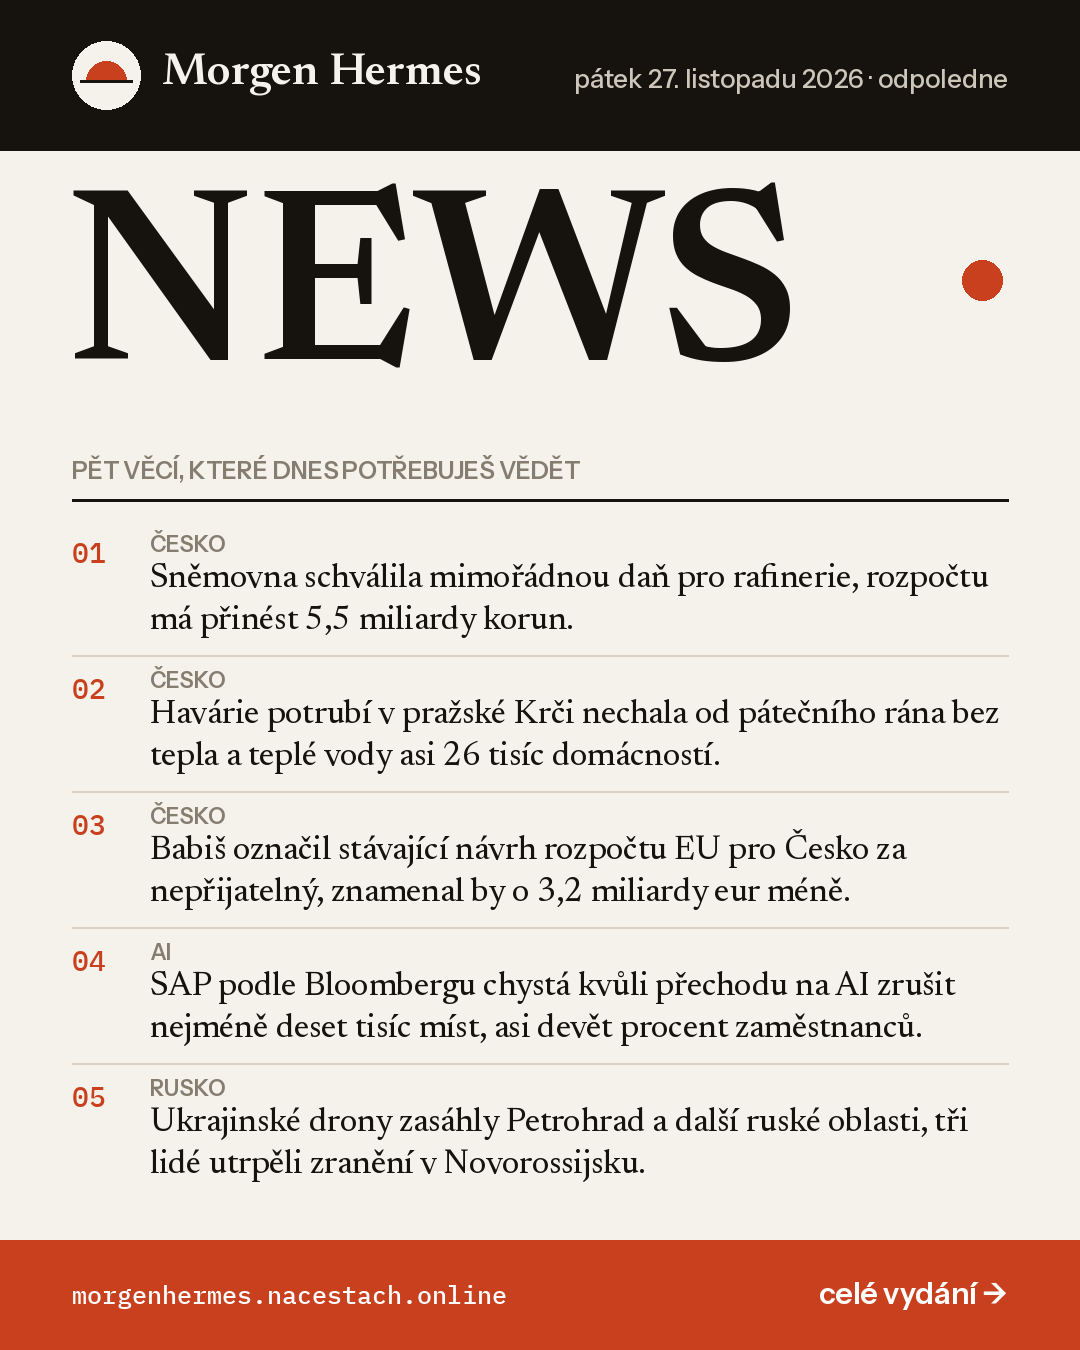 Morgen Hermes
pátek 27. listopadu 2026 · odpoledne
NEWS
PĚT VĚCÍ, KTERÉ DNES POTŘEBUJEŠ VĚDĚT
01
ČESKO
Sněmovna schválila mimořádnou daň pro rafinerie, rozpočtu
má přinést 5,5 miliardy korun.
02
ČESKO
Havárie potrubí v pražské Krči nechala od pátečního rána bez
tepla a teplé vody asi 26 tisíc domácností.
03
ČESKO
Babiš označil stávající návrh rozpočtu EU pro Česko za
nepřijatelný, znamenal by o 3,2 miliardy eur méně.
04
AI
SAP podle Bloombergu chystá kvůli přechodu na AI zrušit
nejméně deset tisíc míst, asi devět procent zaměstnanců.
05
RUSKO
Ukrajinské drony zasáhly Petrohrad a další ruské oblasti, tři
lidé utrpěli zranění v Novorossijsku.
morgenhermes.nacestach.online
celé vydání →